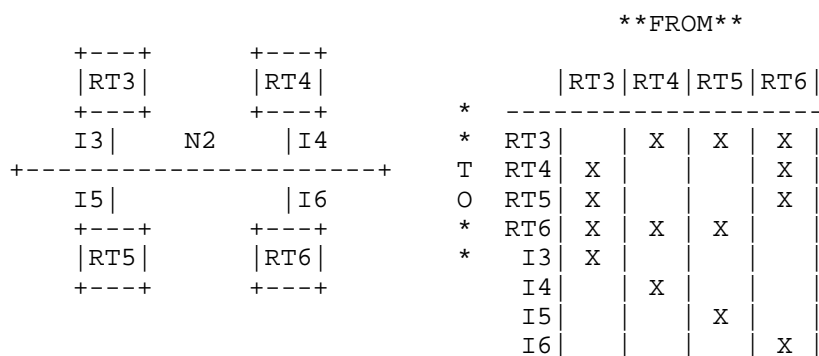 **FROM**
     +---+      +---+
     |RT3|      |RT4|              |RT3|RT4|RT5|RT6|
     +---+      +---+        *  --------------------
     I3|    N2    |I4        *  RT3|   | X | X | X |
 +----------------------+    T  RT4| X |   |   | X |
     I5|          |I6        O  RT5| X |   |   | X |
     +---+      +---+        *  RT6| X | X | X |   |
     |RT5|      |RT6|        *   I3| X |   |   |   |
     +---+      +---+            I4|   | X |   |   |
                                 I5|   |   | X |   |
                                 I6|   |   |   | X |